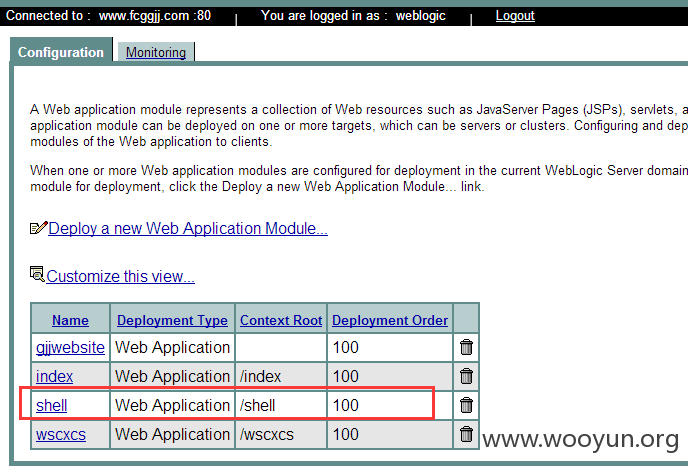 Connected to : www.fcggjj.com :80 | You are logged in as : weblogic | Logout
Configuration Monitoring
A Web application module represents a collection of Web resources such as JavaServer Pages (JSPs), servlets, a
application module can be deployed on one or more targets, which can be servers or clusters. Configuring and dep
modules of the Web application to clients.
When one or more Web application modules are configured for deployment in the current WebLogic Server domain
module for deployment, click the Deploy a new Web Application Module... link.
Deploy a new Web Application Module...
Customize this view...
Name Deployment Type Context Root Deployment Order
gjjwebsite Web Application 100
index Web Application /index 100
shell Web Application /shell 100
wscxcs Web Application /wscxcs 100
www.wooyun.org